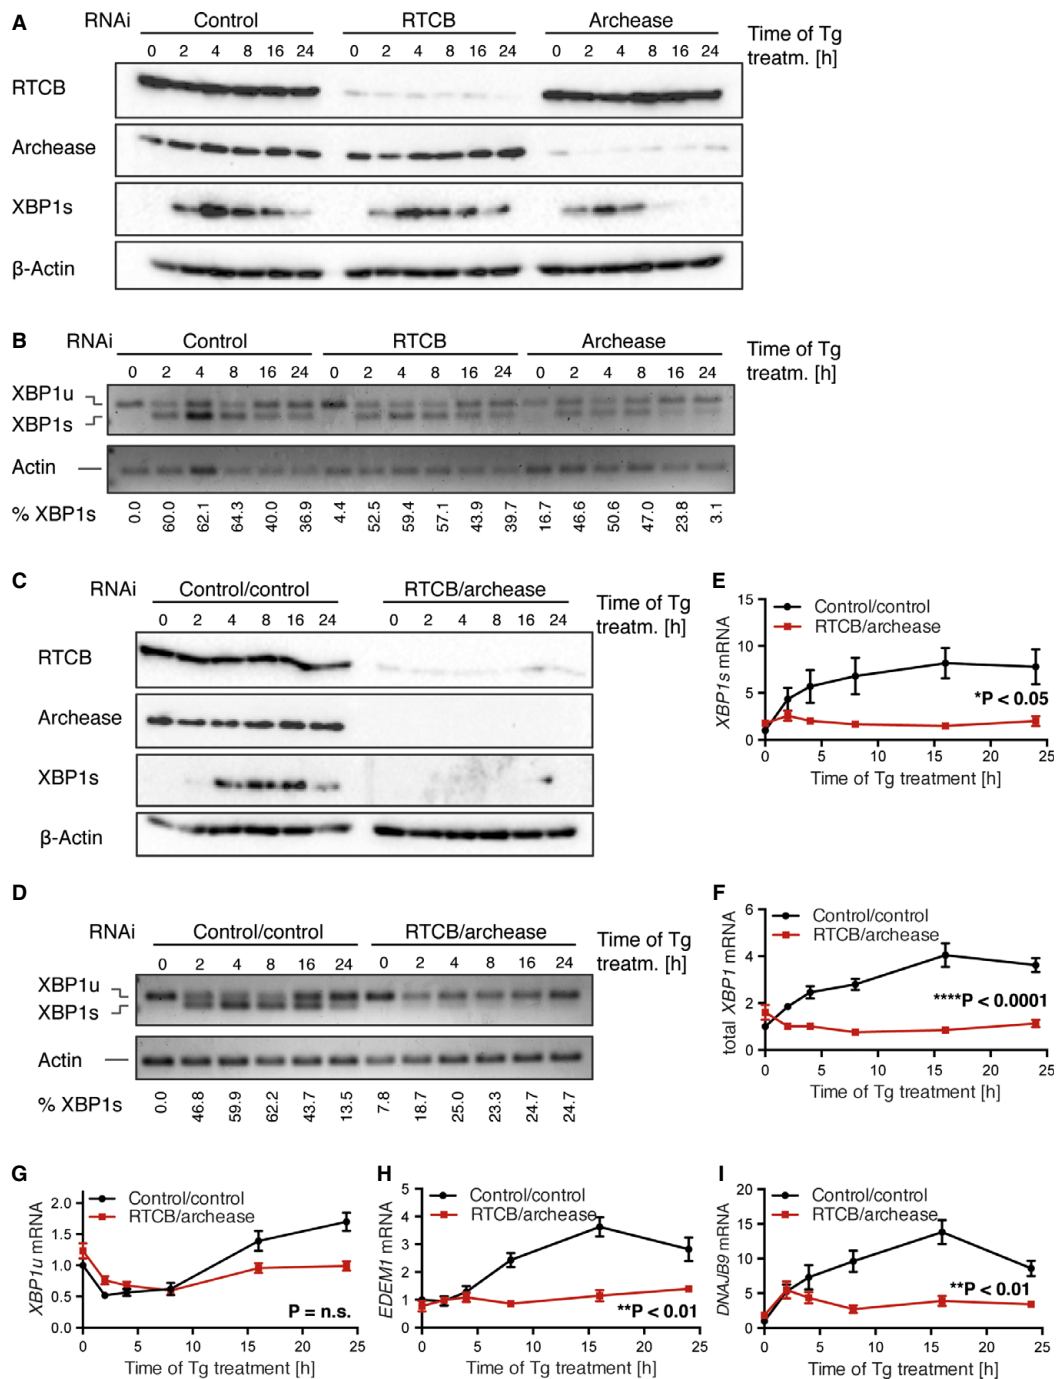 A
RNAi Control RTCB Archease
Time of Tg
treatm. [h]
0 2 4 8 16 24 0 2 4 8 16 24 0 2 4 8 16 24
RTCB
Archease
XBP1s
β-Actin
B
RNAi Control RTCB Archease
Time of Tg
treatm. [h]
0 2 4 8 16 24 0 2 4 8 16 24 0 2 4 8 16 24
XBP1u
XBP1s
Actin
% XBP1s 0.0 60.0 62.1 64.3 40.0 36.9 4.4 52.5 59.4 57.1 43.9 39.7 16.7 46.6 50.6 47.0 23.8 3.1
C
RNAi Control/control RTCB/archease
Time of Tg
treatm. [h]
0 2 4 8 16 24 0 2 4 8 16 24
RTCB
Archease
XBP1s
β-Actin
D
RNAi Control/control RTCB/archease
Time of Tg
treatm. [h]
0 2 4 8 16 24 0 2 4 8 16 24
XBP1u
XBP1s
Actin
% XBP1s 0.0 46.8 59.9 62.2 43.7 13.5 7.8 18.7 25.0 23.3 24.7 24.7
E
XBP1s mRNA
15
10
5
0
Control/control
RTCB/archease
*P < 0.05
0 5 10 15 20 25
Time of Tg treatment [h]
F
total XBP1 mRNA
6
4
2
0
Control/control
RTCB/archease
****P < 0.0001
0 5 10 15 20 25
Time of Tg treatment [h]
G
XBP1u mRNA
2.0
1.5
1.0
0.5
0.0
Control/control
RTCB/archease
P = n.s.
0 5 10 15 20 25
Time of Tg treatment [h]
H
EDEM1 mRNA
5
4
3
2
1
0
Control/control
RTCB/archease
**P < 0.01
0 5 10 15 20 25
Time of Tg treatment [h]
I
DNAJB9 mRNA
20
15
10
5
0
Control/control
RTCB/archease
**P < 0.01
0 5 10 15 20 25
Time of Tg treatment [h]